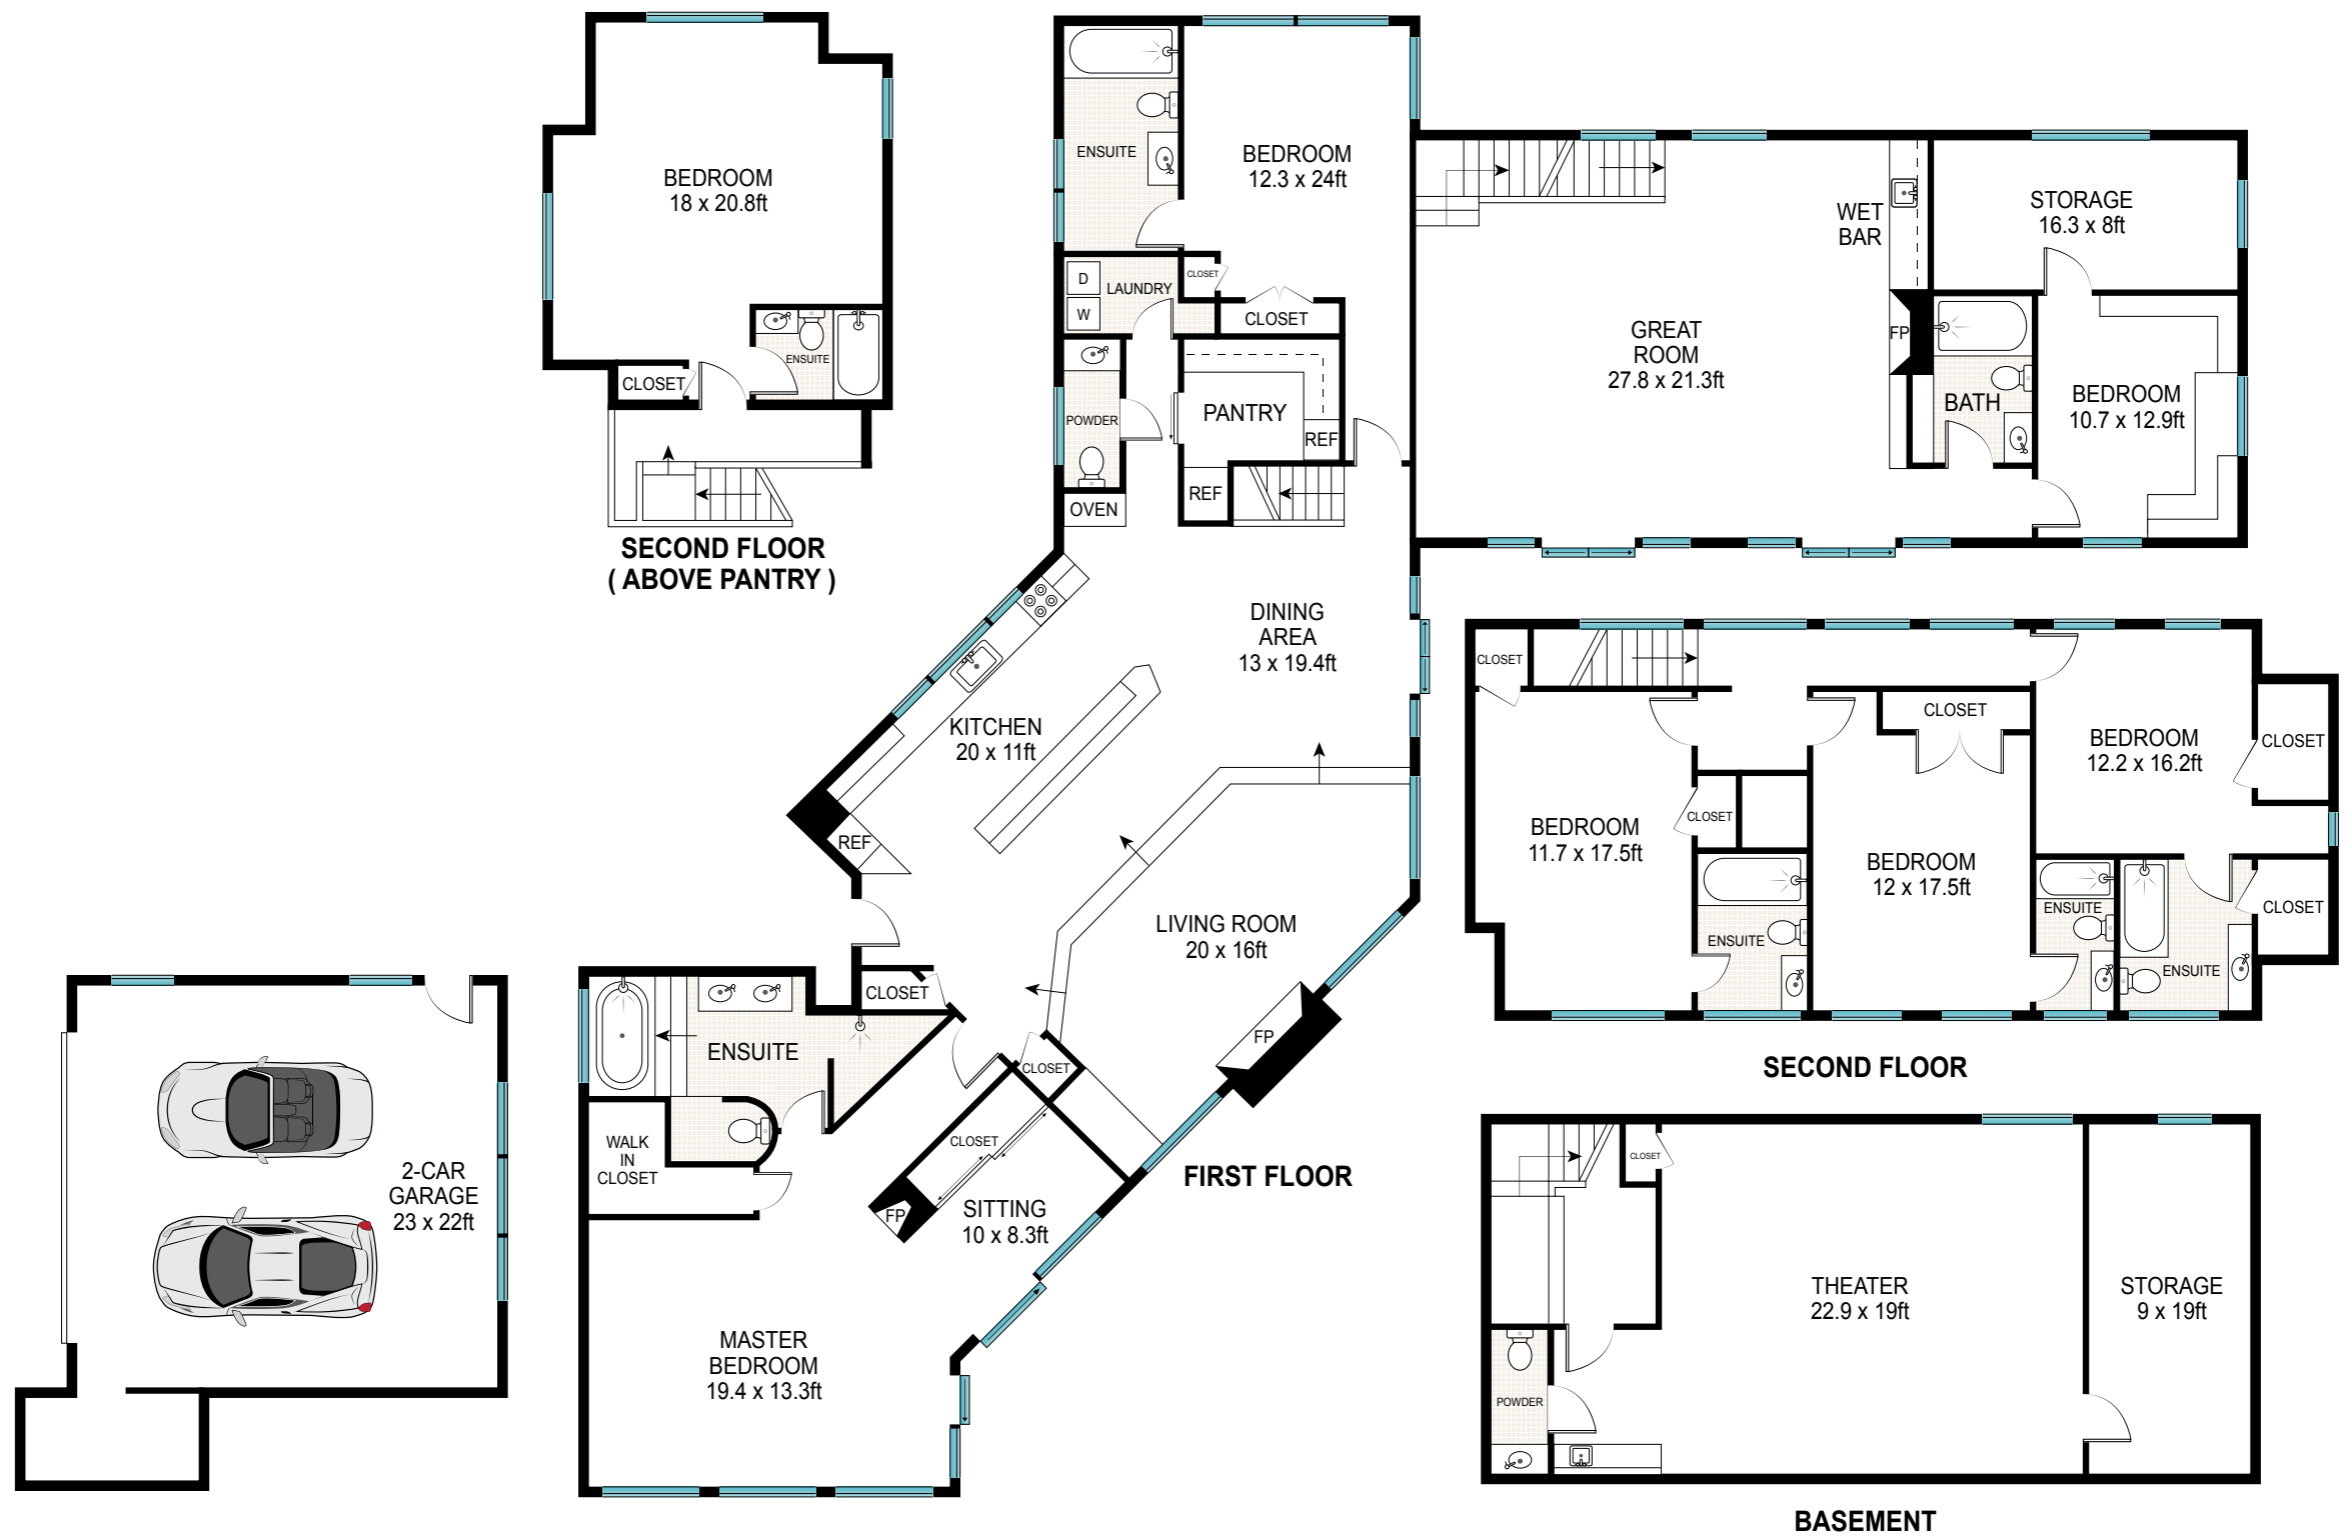 BEDROOM
18 x 20.8ft
CLOSET
ENSUITE
SECOND FLOOR
( ABOVE PANTRY )
ENSUITE
BEDROOM
12.3 x 24ft
D
W
LAUNDRY
CLOSET
CLOSET
POWDER
PANTRY
REF
REF
OVEN
WET
BAR
STORAGE
16.3 x 8ft
GREAT
ROOM
27.8 x 21.3ft
FP
BATH
BEDROOM
10.7 x 12.9ft
DINING
AREA
13 x 19.4ft
KITCHEN
20 x 11ft
REF
LIVING ROOM
20 x 16ft
FP
CLOSET
CLOSET
ENSUITE
WALK
IN
CLOSET
CLOSET
FP
SITTING
10 x 8.3ft
MASTER
BEDROOM
19.4 x 13.3ft
FIRST FLOOR
2-CAR
GARAGE
23 x 22ft
CLOSET
BEDROOM
11.7 x 17.5ft
CLOSET
ENSUITE
CLOSET
BEDROOM
12 x 17.5ft
BEDROOM
12.2 x 16.2ft
CLOSET
ENSUITE
ENSUITE
CLOSET
SECOND FLOOR
CLOSET
THEATER
22.9 x 19ft
STORAGE
9 x 19ft
POWDER
BASEMENT